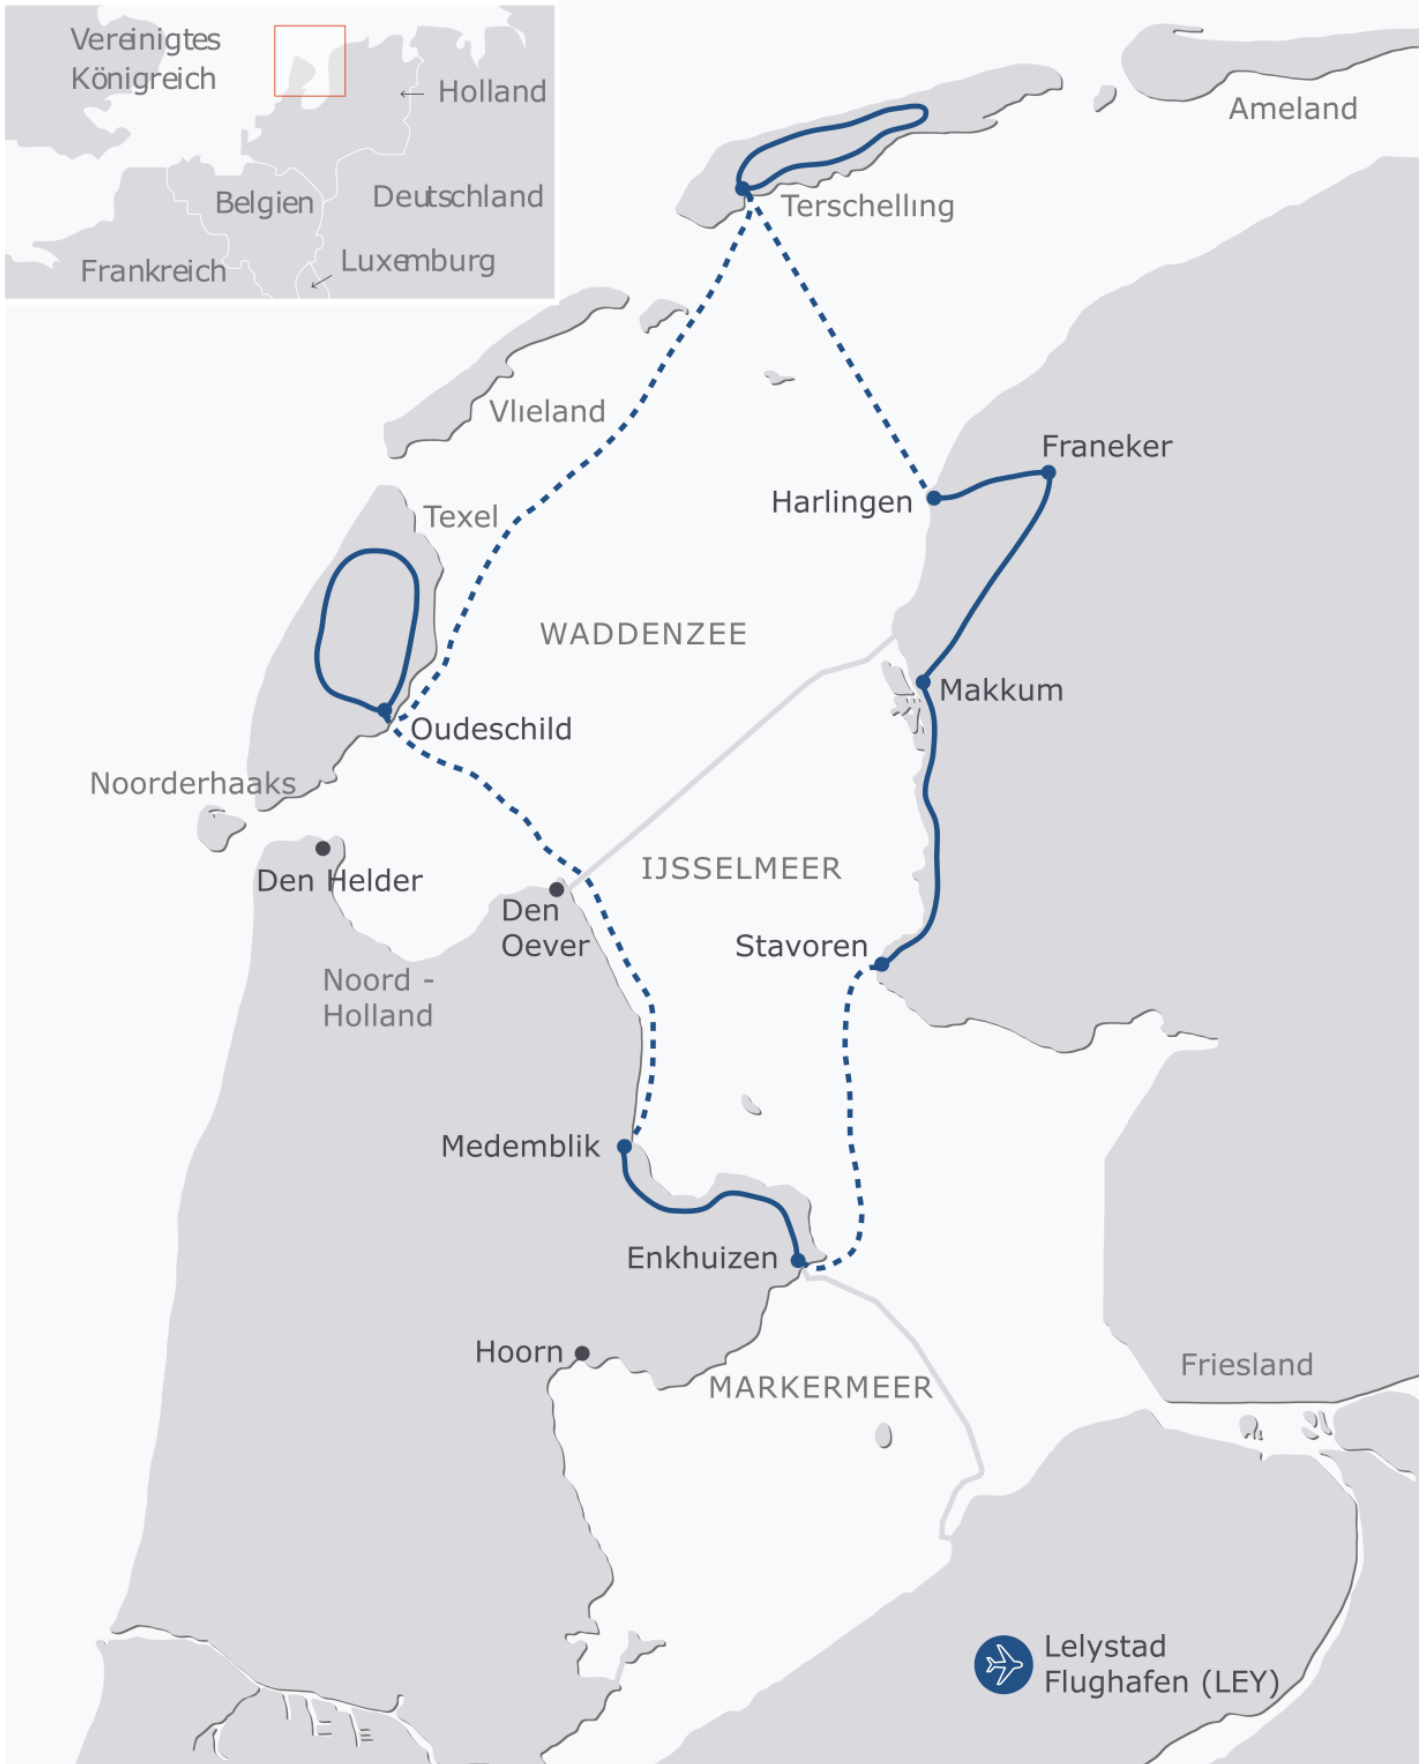 Vereinigtes
Königreich
Holland
Belgien
Deutschland
Luxemburg
Frankreich
Ameland
Terschelling
Vlieland
Franeker
Harlingen
Texel
WADDENZEE
Makkum
Oudeschild
Noorderhaaks
IJSSELMEER
Den Helder
Den
Oever
Stavoren
Noord -
Holland
Medemblik
Enkhuizen
Hoorn
Friesland
MARKERMEER
Lelystad
Flughafen (LEY)